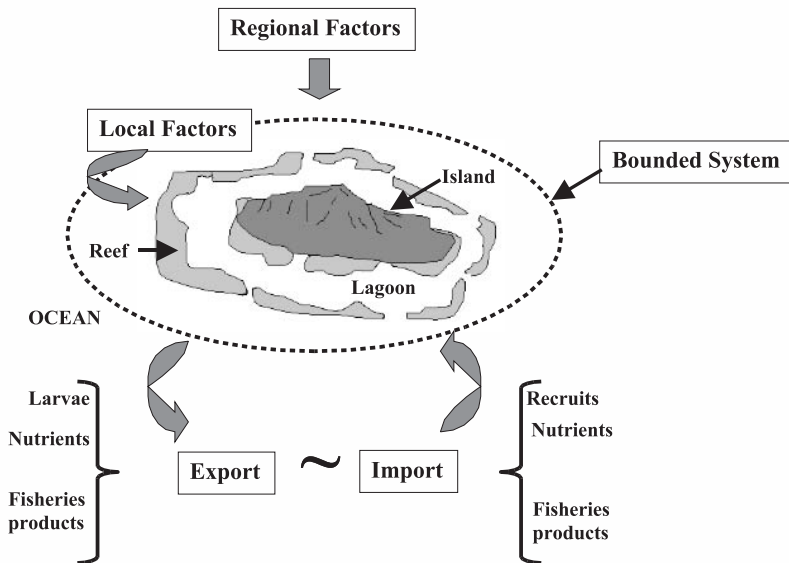 Regional Factors
Local Factors
Bounded System
Island
Reef
Lagoon
OCEAN
Larvae
Nutrients
Fisheries
products
Export
~
Import
Recruits
Nutrients
Fisheries
products